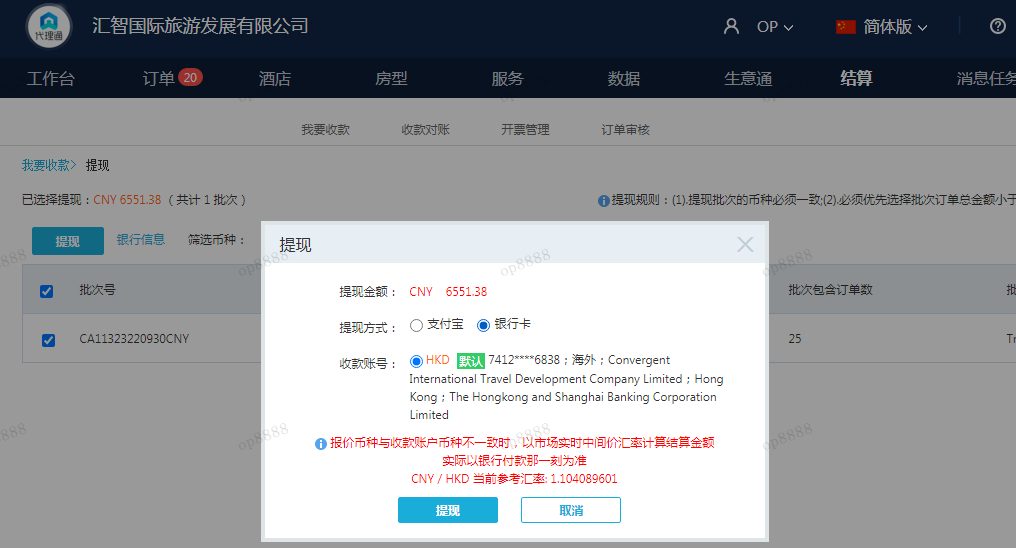 代理通
汇智国际旅游发展有限公司
OP
简体版
工作台
订单 20
酒店
房型
服务
数据
生意通
结算
消息任务
我要收款
收款对账
开票管理
订单审核
我要收款> 提现
已选择提现：CNY 6551.38 （ 共计 1 批次 ）
提现规则：(1).提现批次的币种必须一致;(2).必须优先选择批次订单总金额小于
提现
银行信息
筛选币种：
批次号
批次包含订单数
批
CA11323220930CNY
25
Tr
提现
提现金额： CNY 6551.38
提现方式： 支付宝 银行卡
收款账号： HKD 默认 7412****6838；海外；Convergent
International Travel Development Company Limited；Hong
Kong；The Hongkong and Shanghai Banking Corporation
Limited
报价币种与收款账户币种不一致时，以市场实时中间价汇率计算结算金额
实际以银行付款那一刻为准
CNY / HKD 当前参考汇率: 1.104089601
提现
取消
op8888
op8888
op8888
op8888